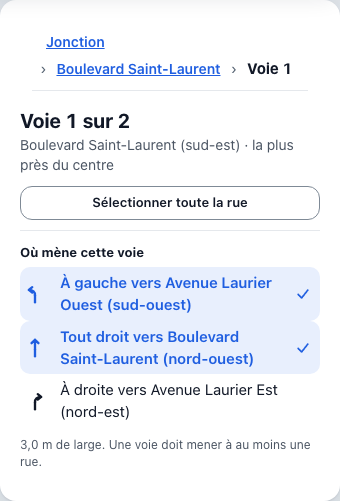 Jonction
› Boulevard Saint-Laurent › Voie 1
Voie 1 sur 2
Boulevard Saint-Laurent (sud-est) · la plus
près du centre
Sélectionner toute la rue
Où mène cette voie
À gauche vers Avenue Laurier
Ouest (sud-ouest)
Tout droit vers Boulevard
Saint-Laurent (nord-ouest)
À droite vers Avenue Laurier Est
(nord-est)
3,0 m de large. Une voie doit mener à au moins une
rue.